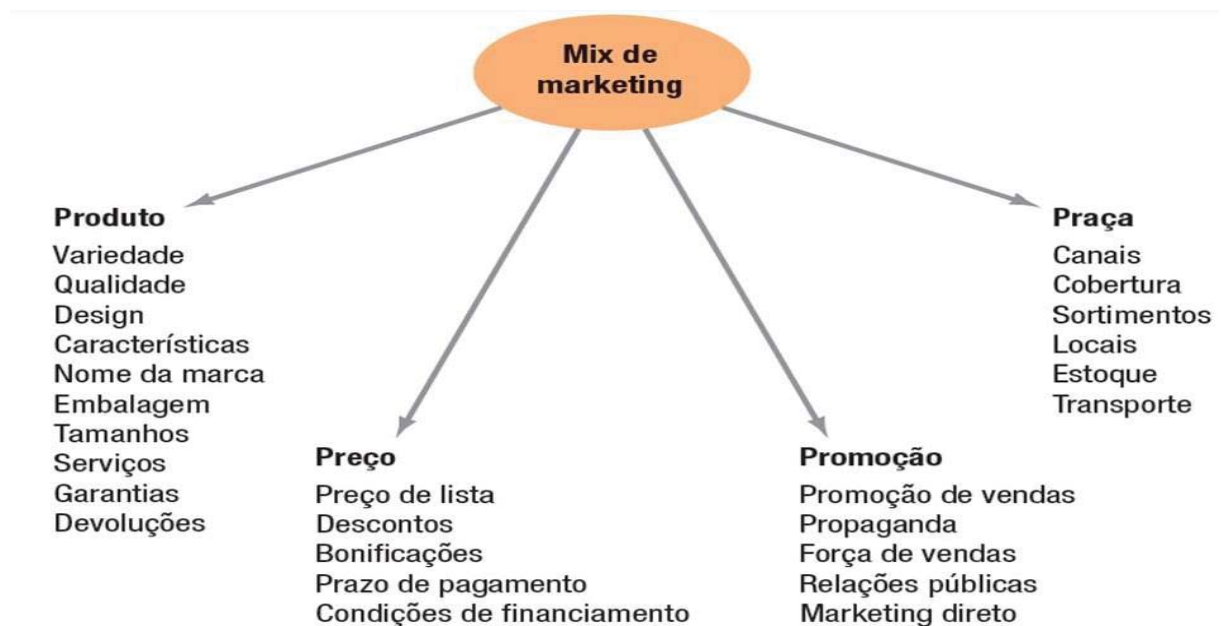 Mix de
marketing
Produto
Variedade
Qualidade
Design
Características
Nome da marca
Embalagem
Tamanhos
Serviços
Garantias
Devoluções
Preço
Preço de lista
Descontos
Bonificações
Prazo de pagamento
Condições de financiamento
Promoção
Promoção de vendas
Propaganda
Força de vendas
Relações públicas
Marketing direto
Praça
Canais
Cobertura
Sortimentos
Locais
Estoque
Transporte